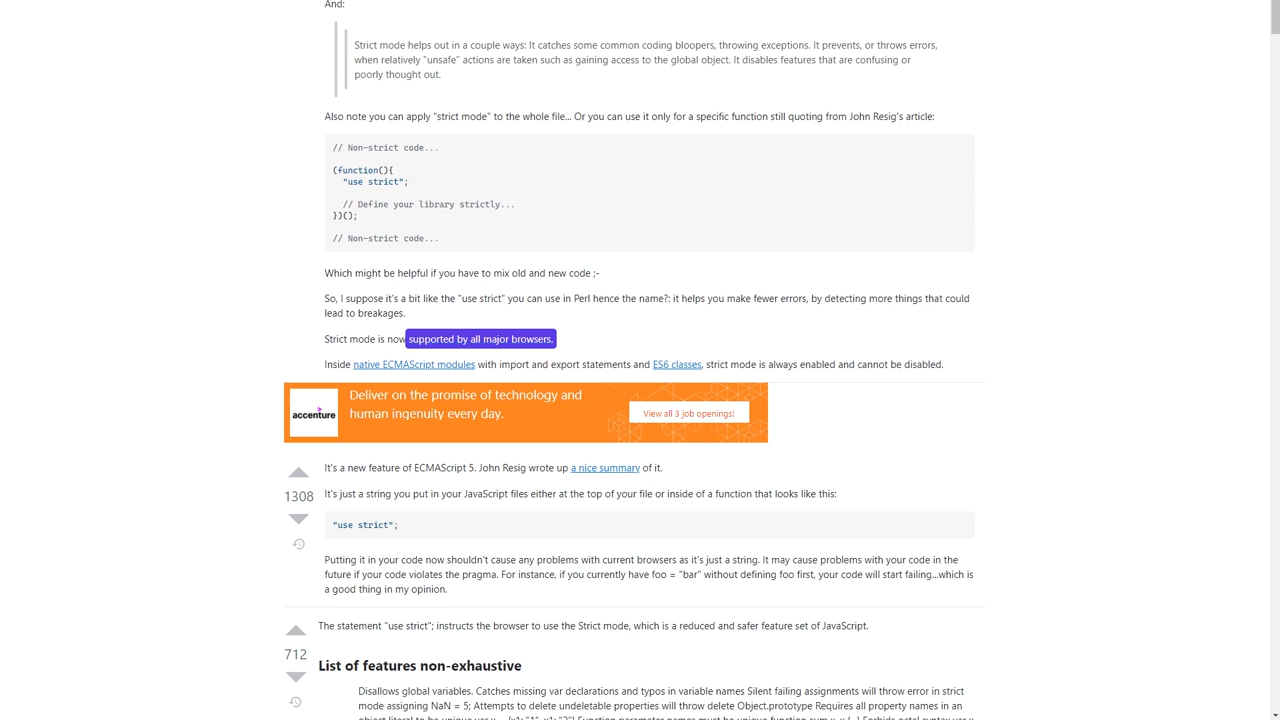 And:
Strict mode helps out in a couple ways: It catches some common coding bloopers, throwing exceptions. It prevents, or throws errors,
when relatively "unsafe" actions are taken such as gaining access to the global object. It disables features that are confusing or
poorly thought out.
Also note you can apply "strict mode" to the whole file... Or you can use it only for a specific function still quoting from John Resig's article:
// Non-strict code...
(function(){
"use strict";
// Define your library strictly...
})();
// Non-strict code...
Which might be helpful if you have to mix old and new code ;-
So, I suppose it's a bit like the "use strict" you can use in Perl hence the name?: it helps you make fewer errors, by detecting more things that could
lead to breakages.
Strict mode is now supported by all major browsers.
Inside native ECMAScript modules with import and export statements and ES6 classes, strict mode is always enabled and cannot be disabled.
accenture
Deliver on the promise of technology and
human ingenuity every day.
View all 3 job openings!
It's a new feature of ECMAScript 5. John Resig wrote up a nice summary of it.
1308
It's just a string you put in your JavaScript files either at the top of your file or inside of a function that looks like this:
"use strict";
Putting it in your code now shouldn't cause any problems with current browsers as it's just a string. It may cause problems with your code in the
future if your code violates the pragma. For instance, if you currently have foo = "bar" without defining foo first, your code will start failing...which is
a good thing in my opinion.
The statement "use strict"; instructs the browser to use the Strict mode, which is a reduced and safer feature set of JavaScript.
712
List of features non-exhaustive
Disallows global variables. Catches missing var declarations and typos in variable names Silent failing assignments will throw error in strict
mode assigning NaN = 5; Attempts to delete undeletable properties will throw delete Object.prototype Requires all property names in an